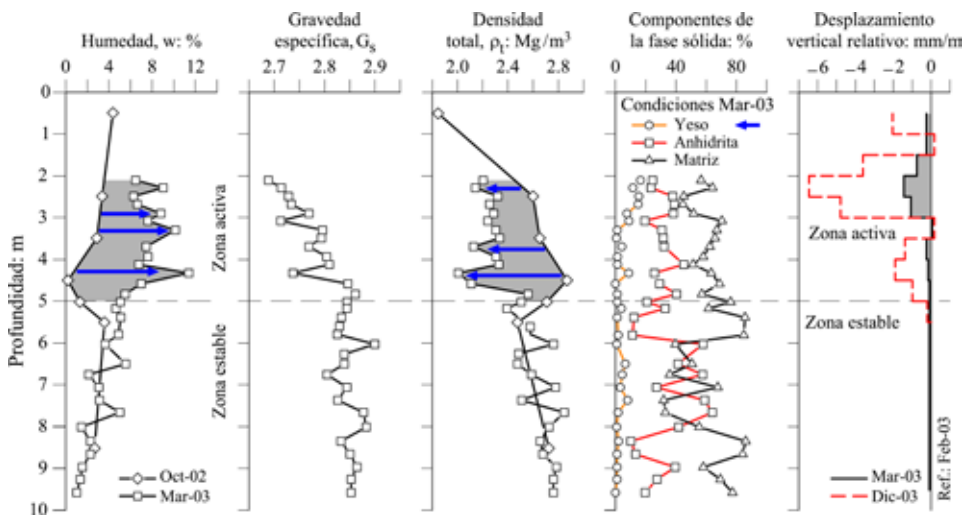 Humedad, w: %
0 4 8 12
Gravedad
específica, Gₛ
2.7 2.8 2.9
Densidad
total, ρₜ: Mg/m³
2.0 2.4 2.8
Componentes de
la fase sólida: %
0 40 80
Desplazamiento
vertical relativo: mm/m
−6 −4 −2 0
Profundidad: m
0
1
2
3
4
5
6
7
8
9
10
Oct-02
Mar-03
Zona activa
Zona estable
Condiciones Mar-03
Yeso
Anhidrita
Matriz
Zona activa
Zona estable
Mar-03
Dic-03
Ref.: Feb-03